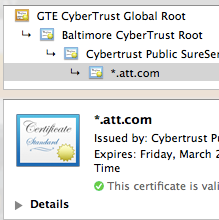 GTE CyberTrust Global Root
Baltimore CyberTrust Root
Cybertrust Public SureSer
*.att.com
*.att.com
Certificate
Standard
Issued by: Cybertrust Pu
Expires: Friday, March 2
Time
This certificate is vali
Details